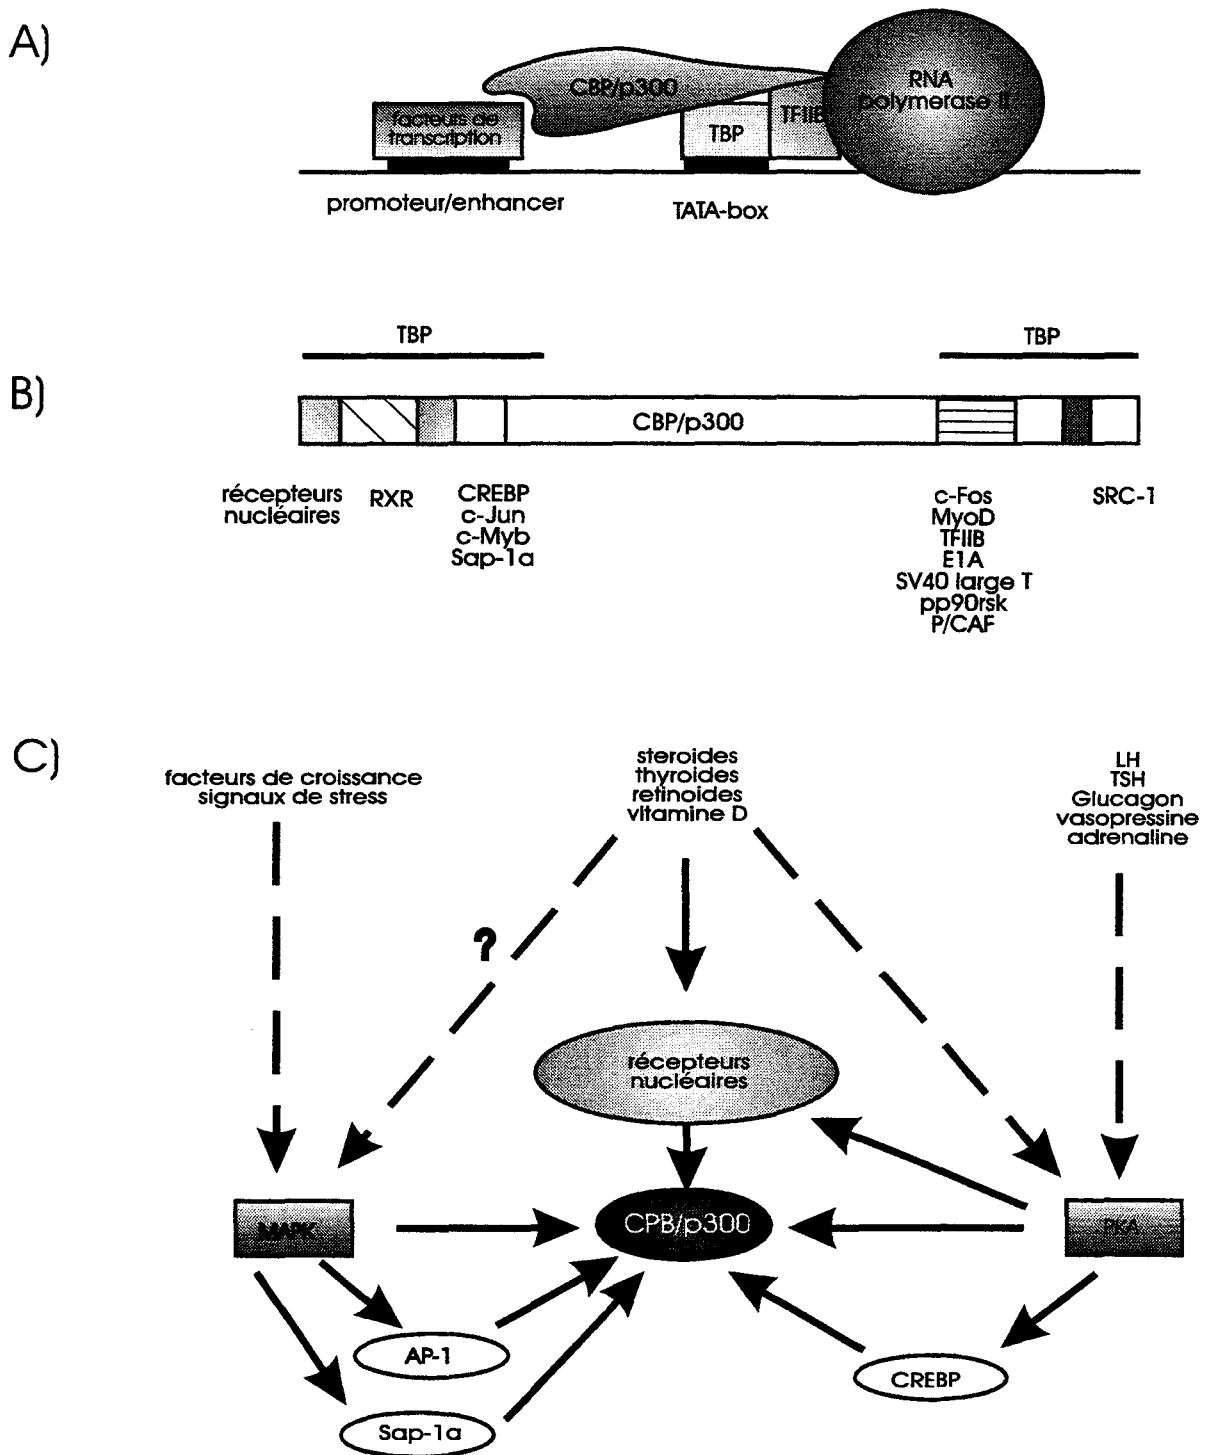 A)
CBP/p300
RNA
polymerase II
facteurs de
transcription
TBP
TFIIB
promoteur/enhancer
TATA-box
TBP
TBP
B)
CBP/p300
récepteurs
nucléaires
RXR
CREBP
c-Jun
c-Myb
Sap-1a
c-Fos
MyoD
TFIIB
E1A
SV40 large T
pp90rsk
P/CAF
SRC-1
C)
facteurs de croissance
signaux de stress
steroides
thyroides
retinoides
vitamine D
LH
TSH
Glucagon
vasopressine
adrenaline
?
récepteurs
nucléaires
MAPK
CPB/p300
PKA
AP-1
CREBP
Sap-1a